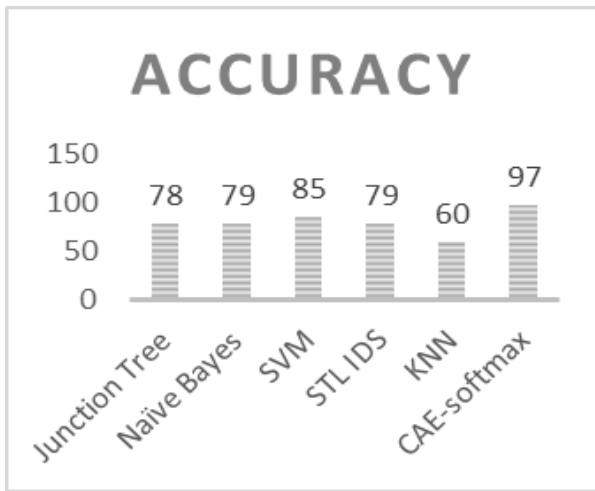 ACCURACY
150
100
50
0
78
79
85
79
60
97
Junction Tree
Naïve Bayes
SVM
STL IDS
KNN
CAE-softmax